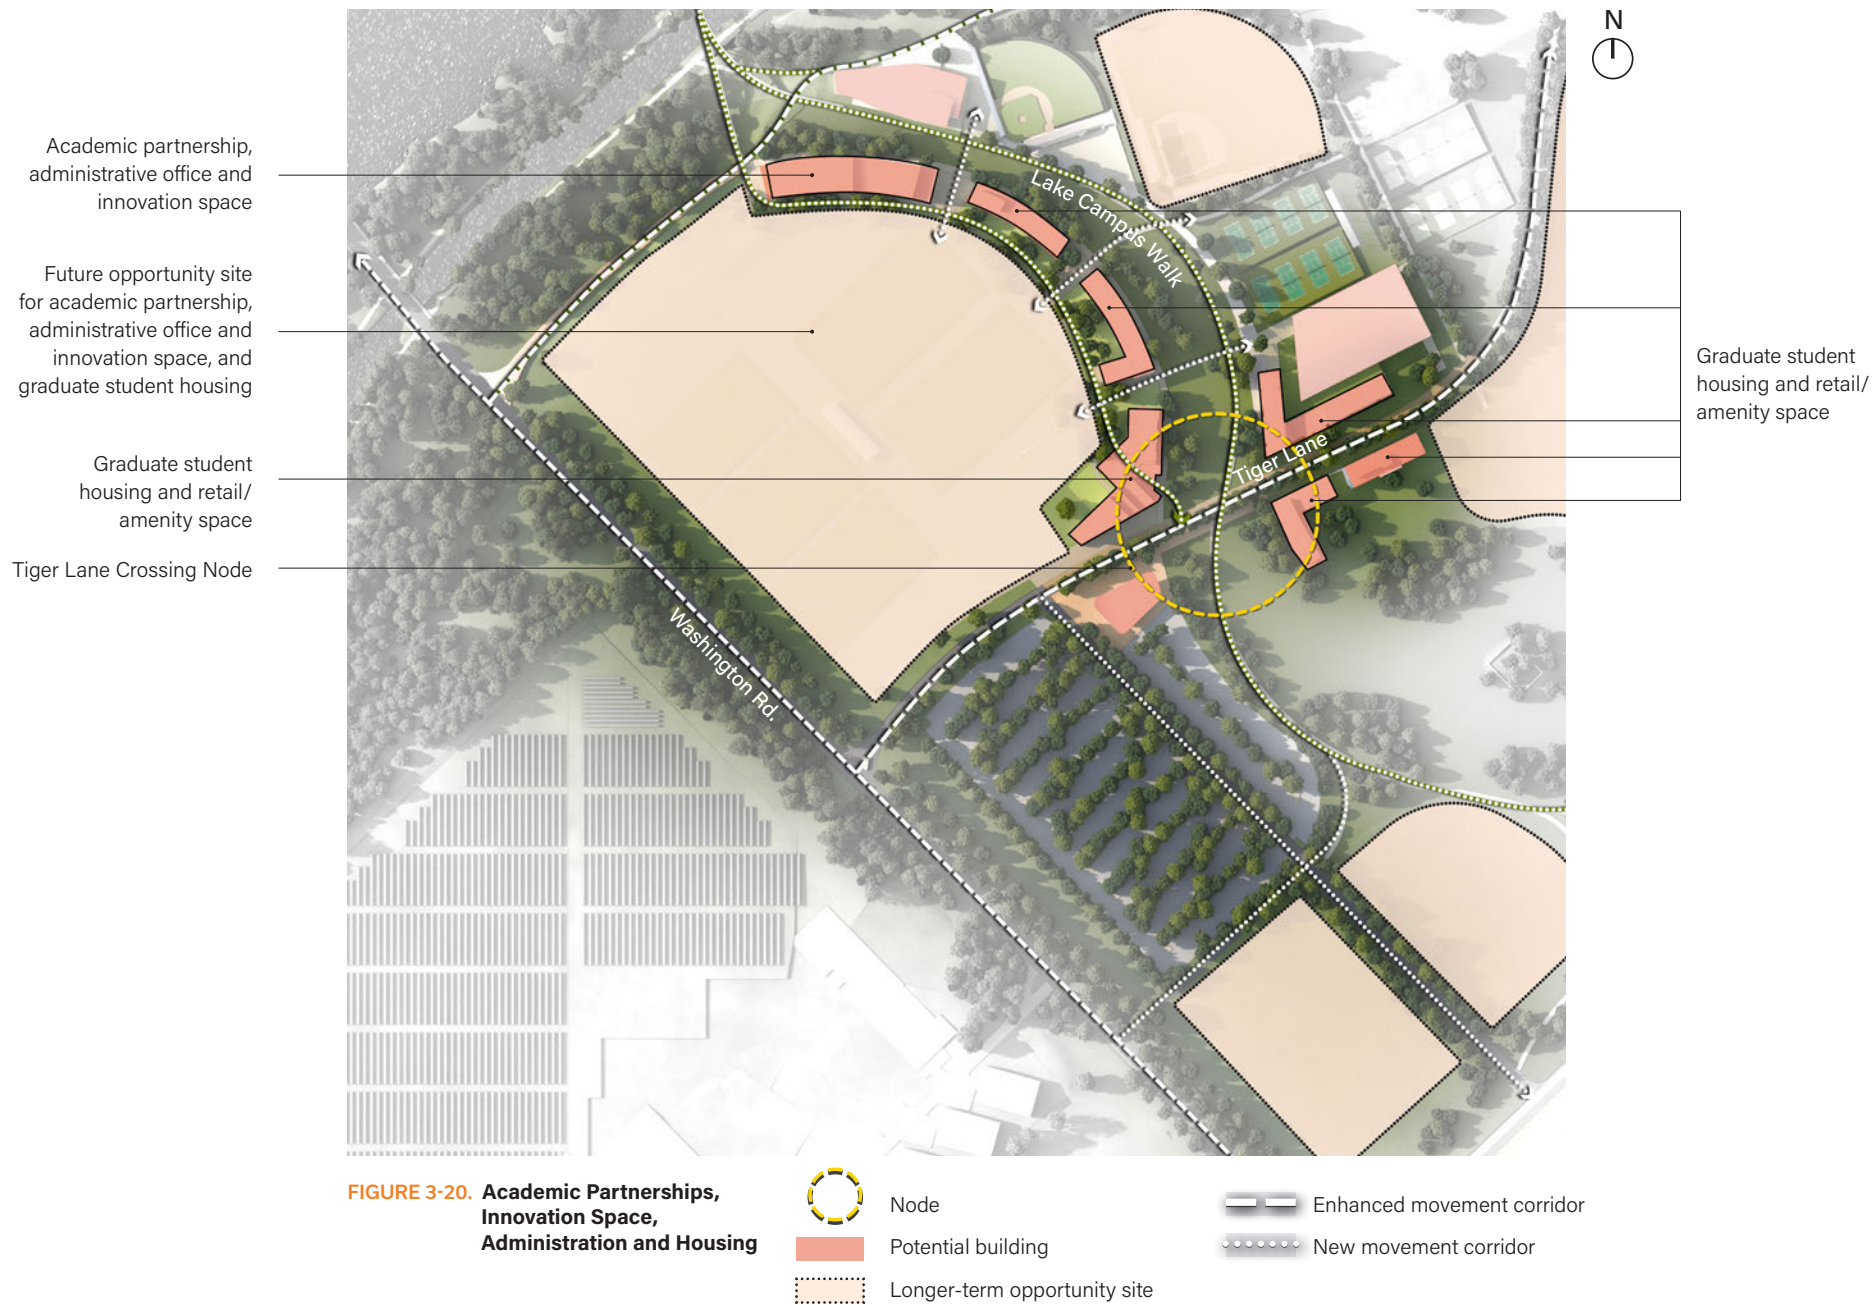 N
Academic partnership,
administrative office and
innovation space
Future opportunity site
for academic partnership,
administrative office and
innovation space, and
graduate student housing
Graduate student
housing and retail/
amenity space
Tiger Lane Crossing Node
Lake Campus Walk
Tiger Lane
Washington Rd.
Graduate student
housing and retail/
amenity space
FIGURE 3-20. Academic Partnerships,
Innovation Space,
Administration and Housing
Node
Potential building
Longer-term opportunity site
Enhanced movement corridor
New movement corridor